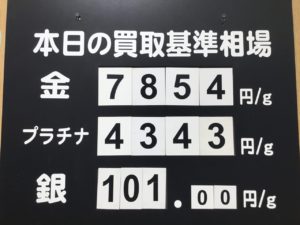 本日の買取基準相場
金 7854 円/g
プラチナ 4343 円/g
銀 101.00 円/g